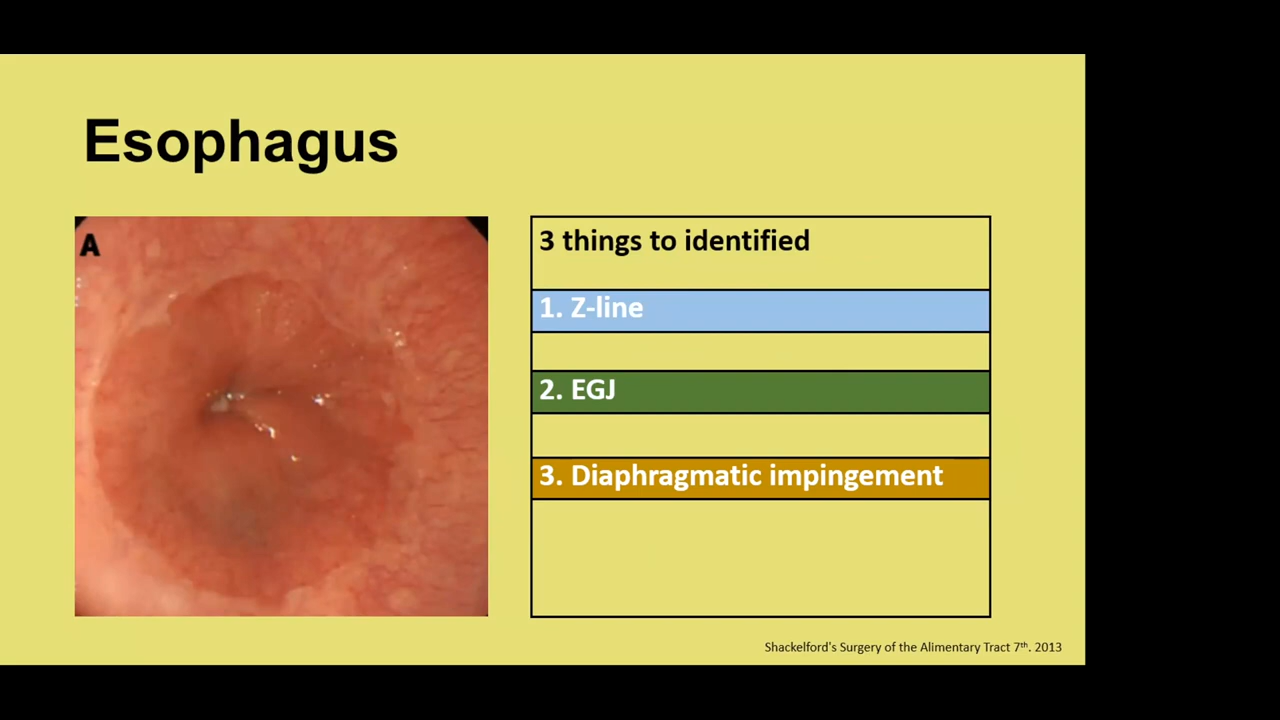 Esophagus
A
3 things to identified
1. Z-line
2. EGJ
3. Diaphragmatic impingement
Shackelford's Surgery of the Alimentary Tract 7th. 2013